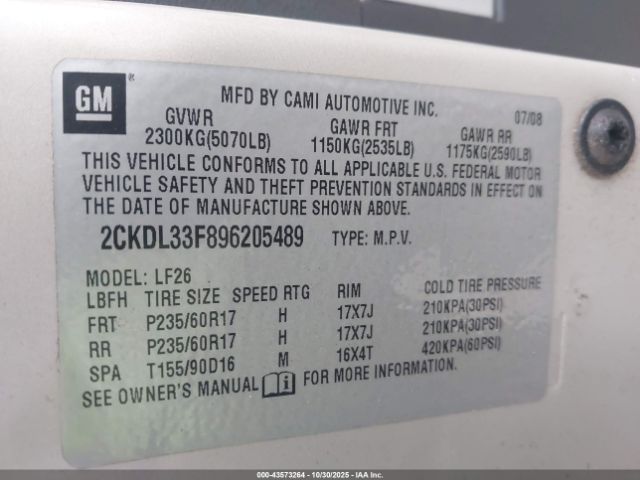 GM ®
MFD BY CAMI AUTOMOTIVE INC. 07/08
GVWR GAWR FRT GAWR RR
2300KG(5070LB) 1150KG(2535LB) 1175KG(2590LB)
THIS VEHICLE CONFORMS TO ALL APPLICABLE U.S. FEDERAL MOTOR
VEHICLE SAFETY AND THEFT PREVENTION STANDARDS IN EFFECT ON
THE DATE OF MANUFACTURE SHOWN ABOVE.
2CKDL33F896205489 TYPE: M.P.V.
MODEL: LF26
LBFH TIRE SIZE SPEED RTG RIM COLD TIRE PRESSURE
FRT P235/60R17 H 17X7J 210KPA(30PSI)
RR P235/60R17 H 17X7J 210KPA(30PSI)
SPA T155/90D16 M 16X4T 420KPA(60PSI)
SEE OWNER'S MANUAL i FOR MORE INFORMATION.
000-43573264 - 10/30/2025 - IAA Inc. (C)